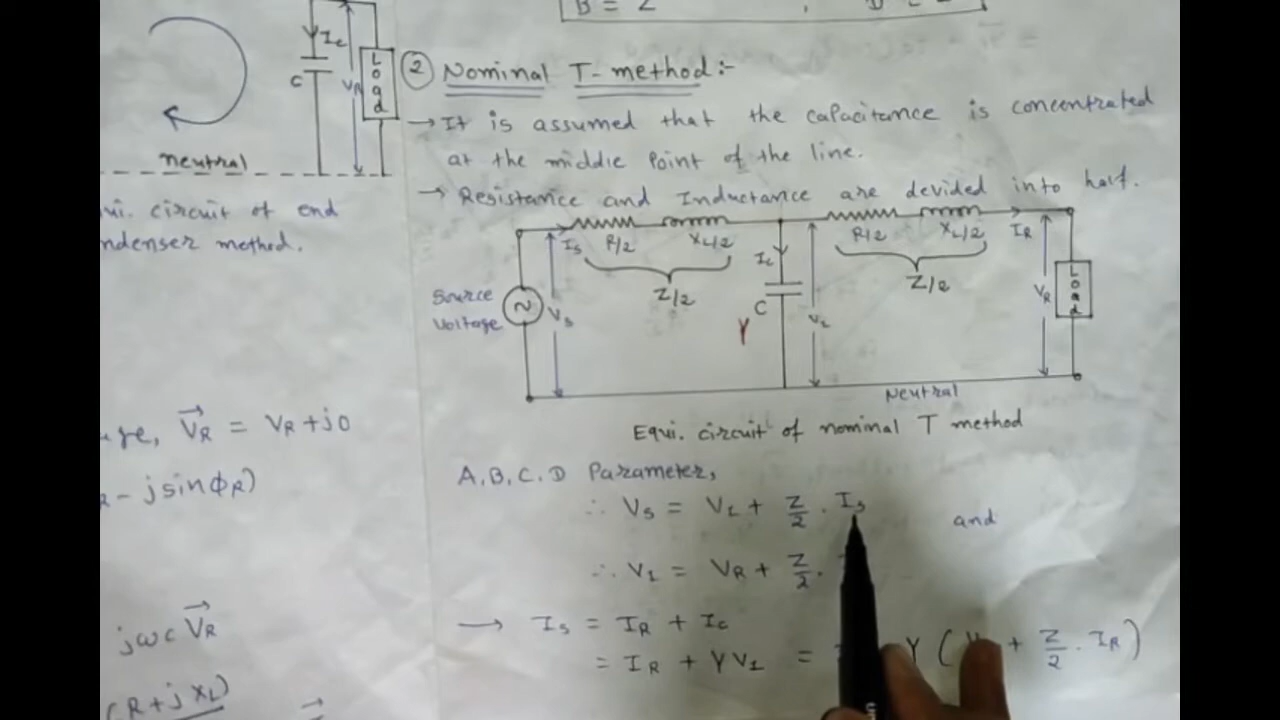 B = Z , D
Ic
C
VR
Load
neutral
circuit of end
method.
VR = VR + j0
- jsinφR)
jωc VR
(R + j XL)
② Nominal T- method :-
→ It is assumed that the capacitance is concentrated
at the middle point of the line.
→ Resistance and Inductance are devided into half.
Is R/2 XL/2 R/2 XL/2 IR
Z/2 Ic Z/2
Source
Voltage
~ Vs C Y V1 VR Load
Neutral
Equi. circuit of nominal T method
A, B, C, D Parameter,
∴ Vs = V1 + Z/2 . Is and
∴ V1 = VR + Z/2 .
→ Is = IR + Ic
= IR + YV1 = Y ( + Z/2 . IR )